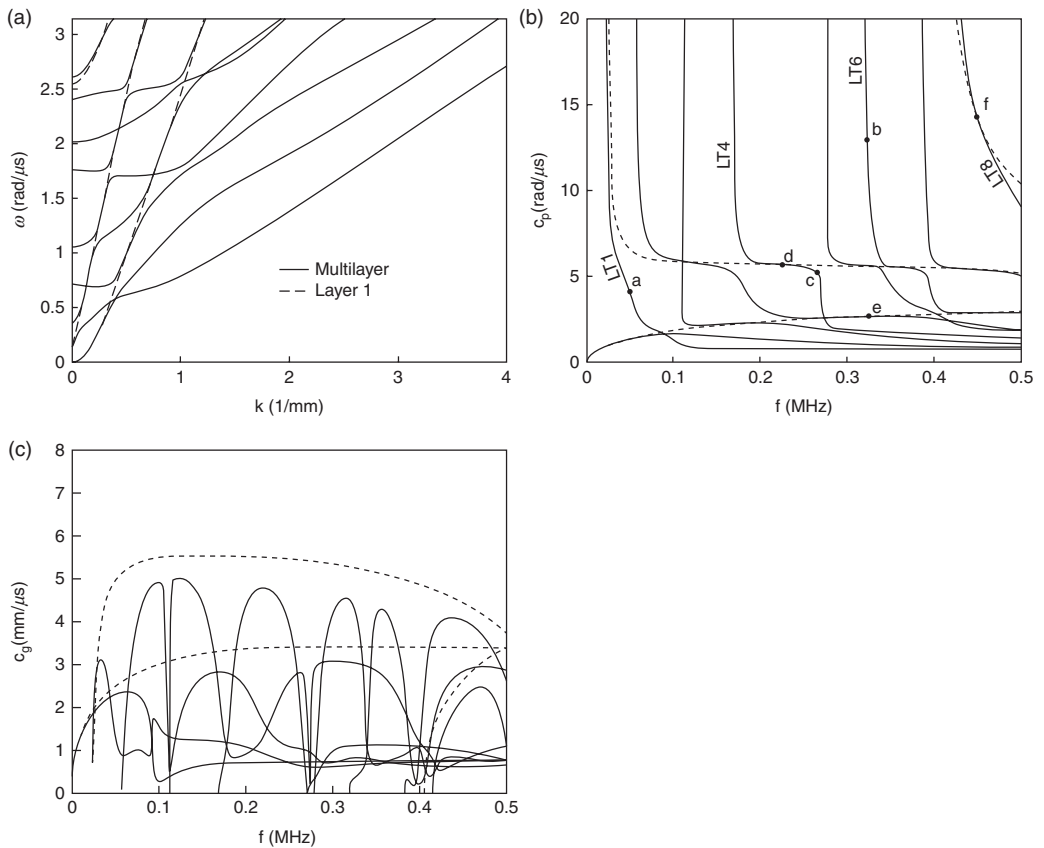 (a)
3
2.5
2
1.5
1
0.5
0
ω (rad/μs)
0 1 2 3 4
k (1/mm)
Multilayer
Layer 1
(b)
20
15
10
5
0
cp(rad/μs)
LT1
LT4
LT6
LT8
a
b
c
d
e
f
0 0.1 0.2 0.3 0.4 0.5
f (MHz)
(c)
8
7
6
5
4
3
2
1
0
cg(mm/μs)
0 0.1 0.2 0.3 0.4 0.5
f (MHz)